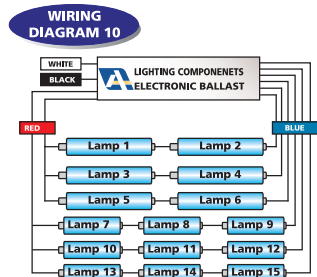 WIRING
DIAGRAM 10
WHITE
BLACK
LIGHTING COMPONENETS
ELECTRONIC BALLAST
RED
BLUE
Lamp 1 Lamp 2
Lamp 3 Lamp 4
Lamp 5 Lamp 6
Lamp 7 Lamp 8 Lamp 9
Lamp 10 Lamp 11 Lamp 12
Lamp 13 Lamp 14 Lamp 15